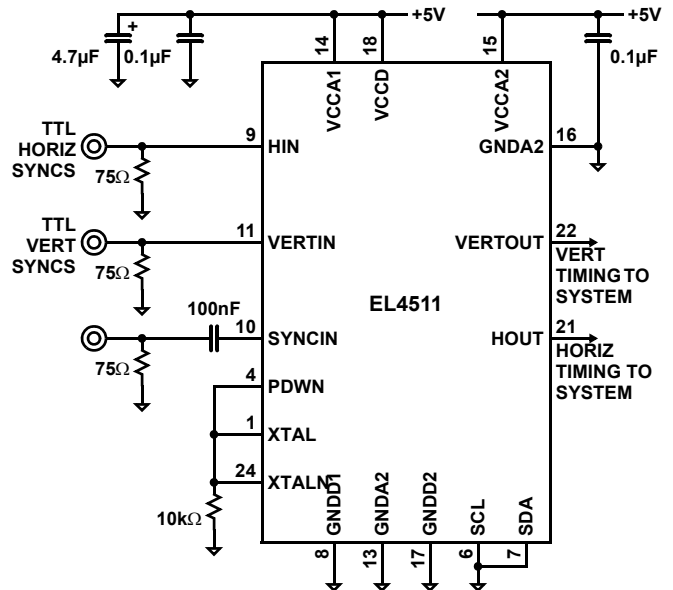 +5V
+5V
4.7µF
+
0.1µF
14
18
15
0.1µF
VCCA1
VCCD
VCCA2
TTL
HORIZ
SYNCS
75Ω
9
HIN
GNDA2
16
TTL
VERT
SYNCS
75Ω
11
VERTIN
VERTOUT
22
VERT
TIMING TO
SYSTEM
EL4511
100nF
75Ω
10
SYNCIN
HOUT
21
HORIZ
TIMING TO
SYSTEM
4
PDWN
1
XTAL
24
XTALN
10kΩ
GNDD1
GNDA2
GNDD2
SCL
SDA
8
13
17
6
7